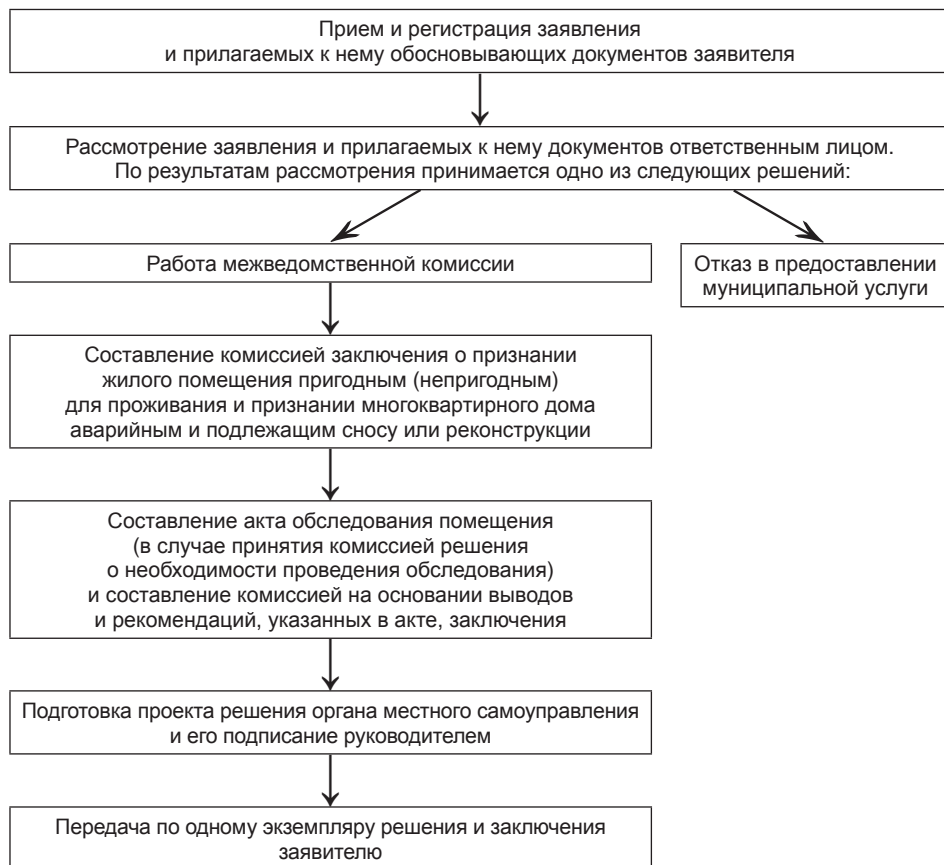 Прием и регистрация заявления
и прилагаемых к нему обосновывающих документов заявителя
Рассмотрение заявления и прилагаемых к нему документов ответственным лицом.
По результатам рассмотрения принимается одно из следующих решений:
Работа межведомственной комиссии
Отказ в предоставлении
муниципальной услуги
Составление комиссией заключения о признании
жилого помещения пригодным (непригодным)
для проживания и признании многоквартирного дома
аварийным и подлежащим сносу или реконструкции
Составление акта обследования помещения
(в случае принятия комиссией решения
о необходимости проведения обследования)
и составление комиссией на основании выводов
и рекомендаций, указанных в акте, заключения
Подготовка проекта решения органа местного самоуправления
и его подписание руководителем
Передача по одному экземпляру решения и заключения
заявителю